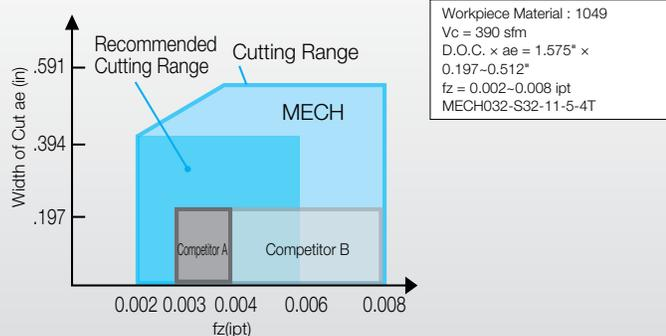 Workpiece Material : 1049
Vc = 390 sfm
D.O.C. × ae = 1.575" ×
0.197~0.512"
fz = 0.002~0.008 ipt
MECH032-S32-11-5-4T
Recommended
Cutting Range
Cutting Range
MECH
Width of Cut ae (in)
.591
.394
.197
Competitor A
Competitor B
0.002 0.003 0.004 0.006 0.008
fz(ipt)